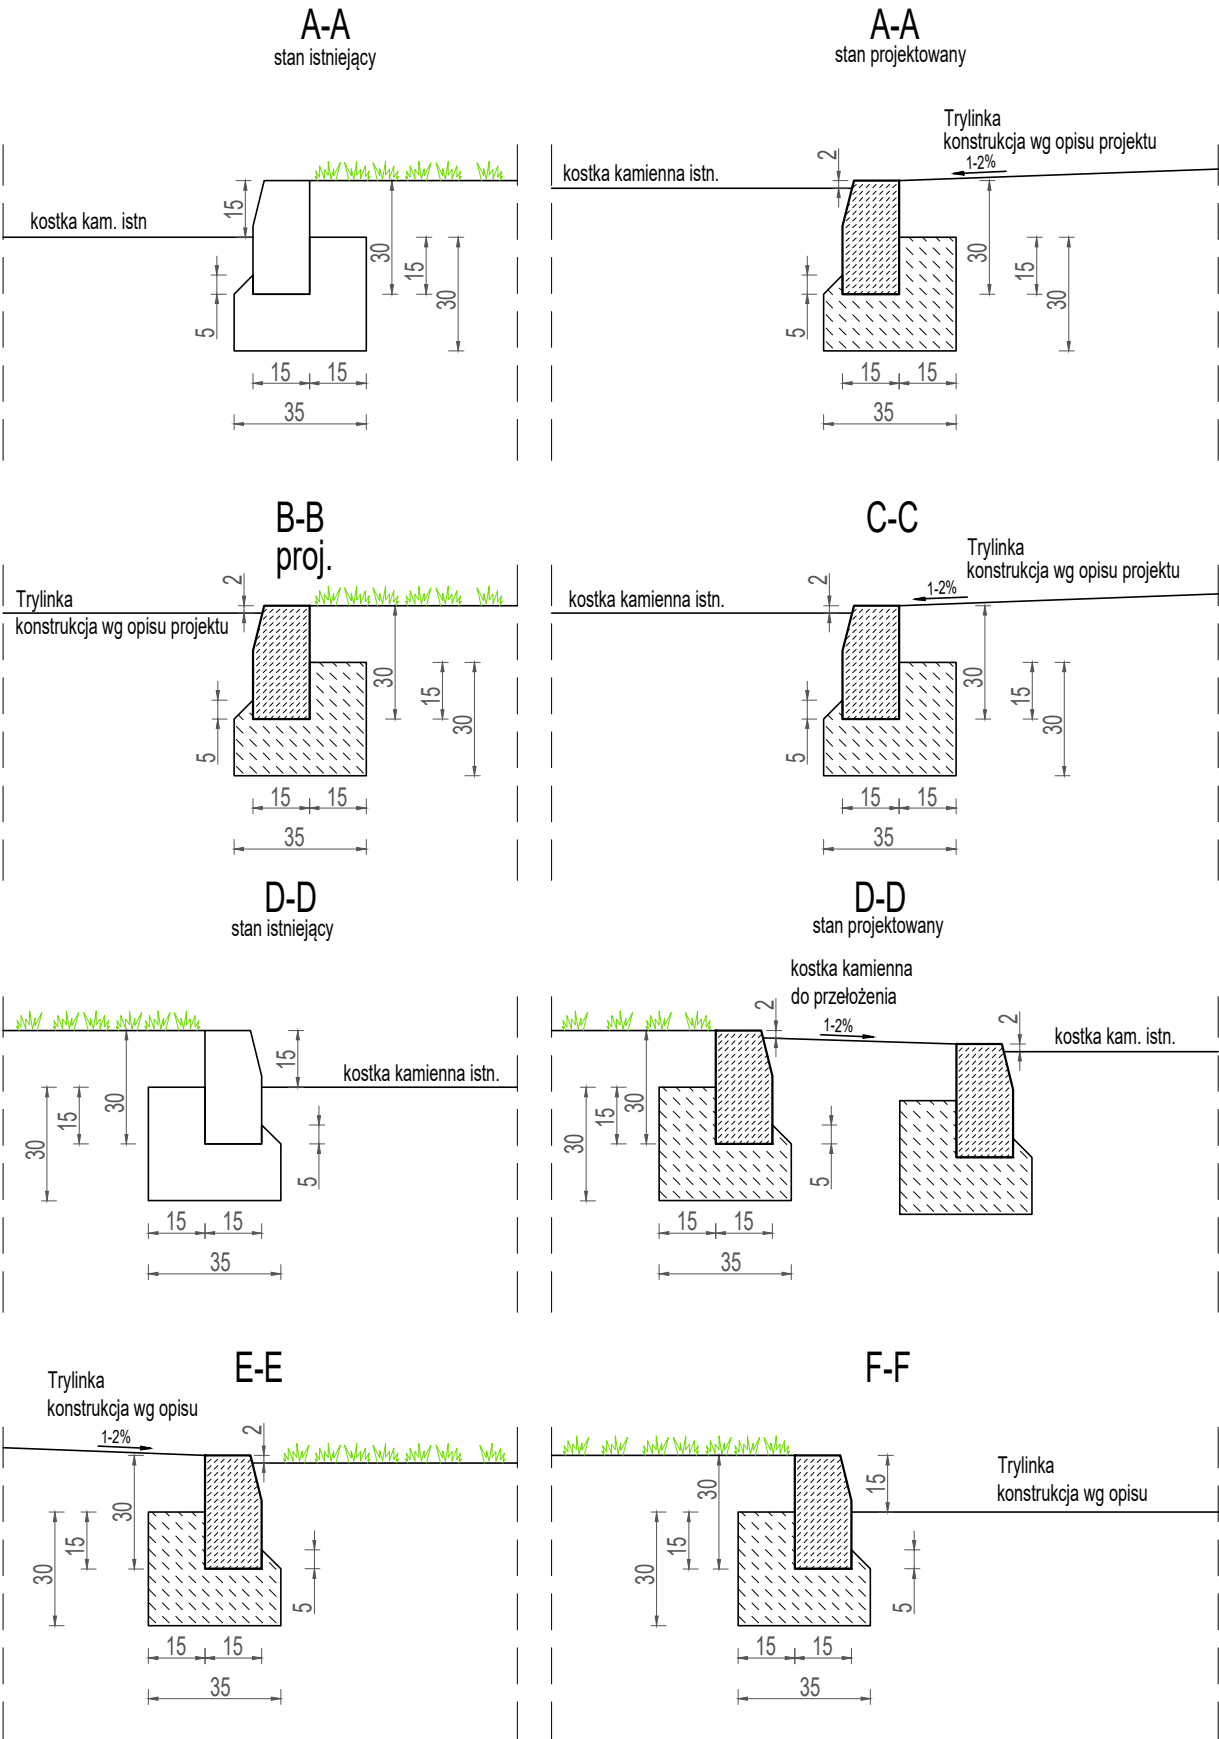 A-A
stan istniejący
kostka kam. istn
15
30
15
30
5
15
15
35
A-A
stan projektowany
Trylinka
konstrukcja wg opisu projektu
1-2%
kostka kamienna istn.
2
30
15
30
5
15
15
35
B-B
proj.
Trylinka
konstrukcja wg opisu projektu
2
30
15
30
5
15
15
35
C-C
Trylinka
konstrukcja wg opisu projektu
1-2%
kostka kamienna istn.
2
30
15
30
5
15
15
35
D-D
stan istniejący
kostka kamienna istn.
15
30
15
30
5
15
15
35
D-D
stan projektowany
kostka kamienna
do przełożenia
1-2%
2
2
kostka kam. istn.
30
15
30
5
15
15
35
E-E
Trylinka
konstrukcja wg opisu
1-2%
2
30
15
30
5
15
15
35
F-F
Trylinka
konstrukcja wg opisu
15
30
15
30
5
15
15
35